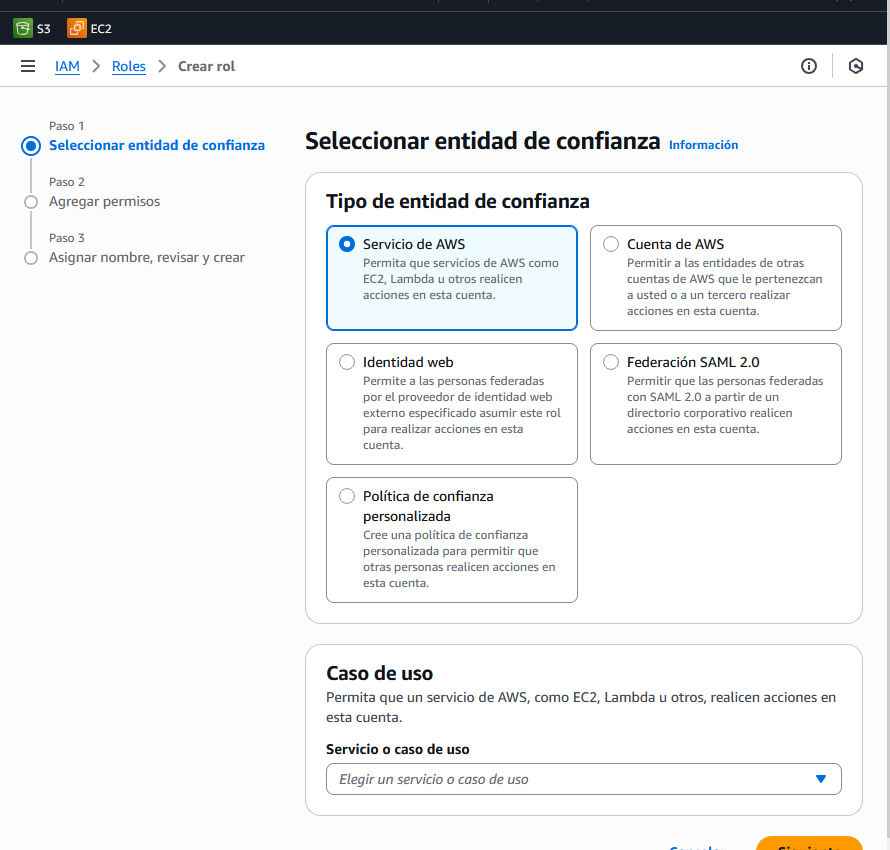 S3 EC2
IAM Roles Crear rol
Paso 1
Seleccionar entidad de confianza
Paso 2
Agregar permisos
Paso 3
Asignar nombre, revisar y crear
Seleccionar entidad de confianza Información
Tipo de entidad de confianza
Servicio de AWS
Permita que servicios de AWS como
EC2, Lambda u otros realicen
acciones en esta cuenta.
Cuenta de AWS
Permitir a las entidades de otras
cuentas de AWS que le pertenezcan
a usted o a un tercero realizar
acciones en esta cuenta.
Identidad web
Permite a las personas federadas
por el proveedor de identidad web
externo especificado asumir este rol
para realizar acciones en esta
cuenta.
Federación SAML 2.0
Permitir que las personas federadas
con SAML 2.0 a partir de un
directorio corporativo realicen
acciones en esta cuenta.
Política de confianza
personalizada
Cree una política de confianza
personalizada para permitir que
otras personas realicen acciones en
esta cuenta.
Caso de uso
Permita que un servicio de AWS, como EC2, Lambda u otros, realicen acciones en
esta cuenta.
Servicio o caso de uso
Elegir un servicio o caso de uso
Cancelar Siguiente